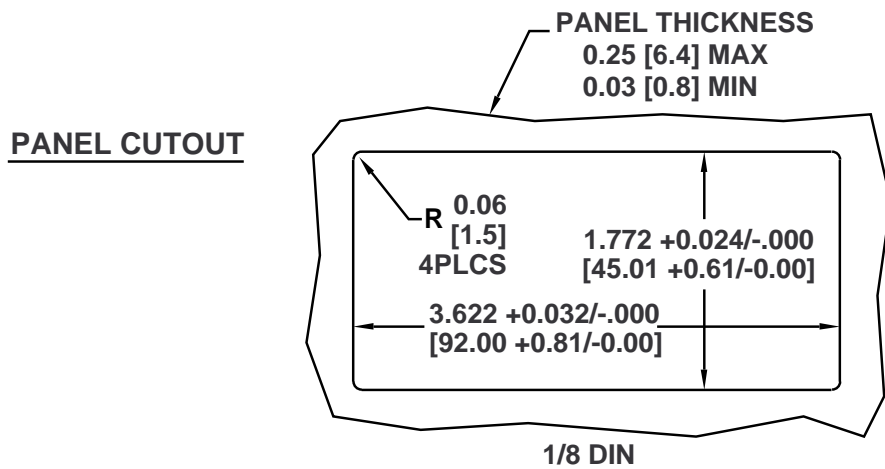 PANEL THICKNESS
0.25 [6.4] MAX
0.03 [0.8] MIN
PANEL CUTOUT
R 0.06
[1.5]
4PLCS
1.772 +0.024/-.000
[45.01 +0.61/-0.00]
3.622 +0.032/-.000
[92.00 +0.81/-0.00]
1/8 DIN